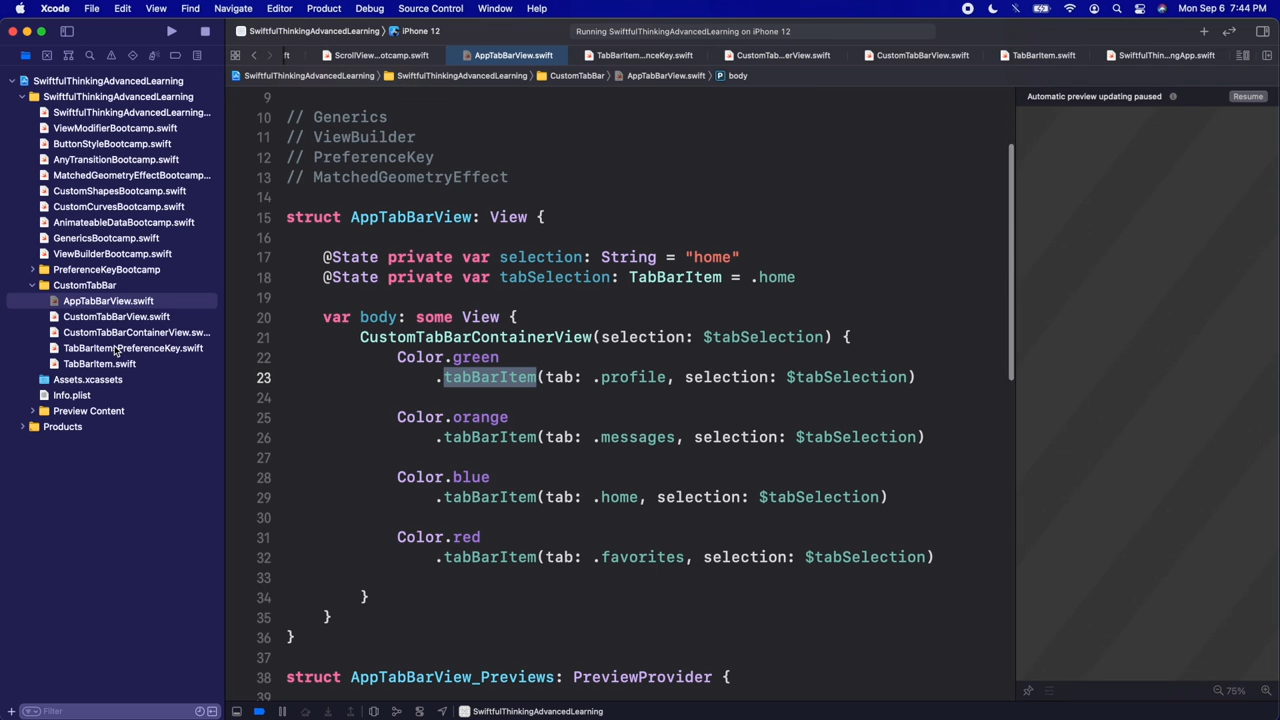 Xcode File Edit View Find Navigate Editor Product Debug Source Control Window Help Mon Sep 6 7:44 PM
SwiftfulThinkingAdvancedLearning iPhone 12 Running SwiftfulThinkingAdvancedLearning on iPhone 12
ft ScrollView...otcamp.swift AppTabBarView.swift TabBarItem...nceKey.swift CustomTab...erView.swift CustomTabBarView.swift TabBarItem.swift SwiftfulThin...ngApp.swift
SwiftfulThinkingAdvancedLearning SwiftfulThinkingAdvancedLearning CustomTabBar AppTabBarView.swift P body
SwiftfulThinkingAdvancedLearning
SwiftfulThinkingAdvancedLearning
SwiftfulThinkingAdvancedLearning...
ViewModifierBootcamp.swift
ButtonStyleBootcamp.swift
AnyTransitionBootcamp.swift
MatchedGeometryEffectBootcamp...
CustomShapesBootcamp.swift
CustomCurvesBootcamp.swift
AnimateableDataBootcamp.swift
GenericsBootcamp.swift
ViewBuilderBootcamp.swift
PreferenceKeyBootcamp
CustomTabBar
AppTabBarView.swift
CustomTabBarView.swift
CustomTabBarContainerView.sw...
TabBarItemsPreferenceKey.swift
TabBarItem.swift
Assets.xcassets
Info.plist
Preview Content
Products
Filter
9
10 // Generics
11 // ViewBuilder
12 // PreferenceKey
13 // MatchedGeometryEffect
14
15 struct AppTabBarView: View {
16
17 @State private var selection: String = "home"
18 @State private var tabSelection: TabBarItem = .home
19
20 var body: some View {
21 CustomTabBarContainerView(selection: $tabSelection) {
22 Color.green
23 .tabBarItem(tab: .profile, selection: $tabSelection)
24
25 Color.orange
26 .tabBarItem(tab: .messages, selection: $tabSelection)
27
28 Color.blue
29 .tabBarItem(tab: .home, selection: $tabSelection)
30
31 Color.red
32 .tabBarItem(tab: .favorites, selection: $tabSelection)
33
34 }
35 }
36 }
37
38 struct AppTabBarView_Previews: PreviewProvider {
39
Automatic preview updating paused Resume
75%
SwiftfulThinkingAdvancedLearning